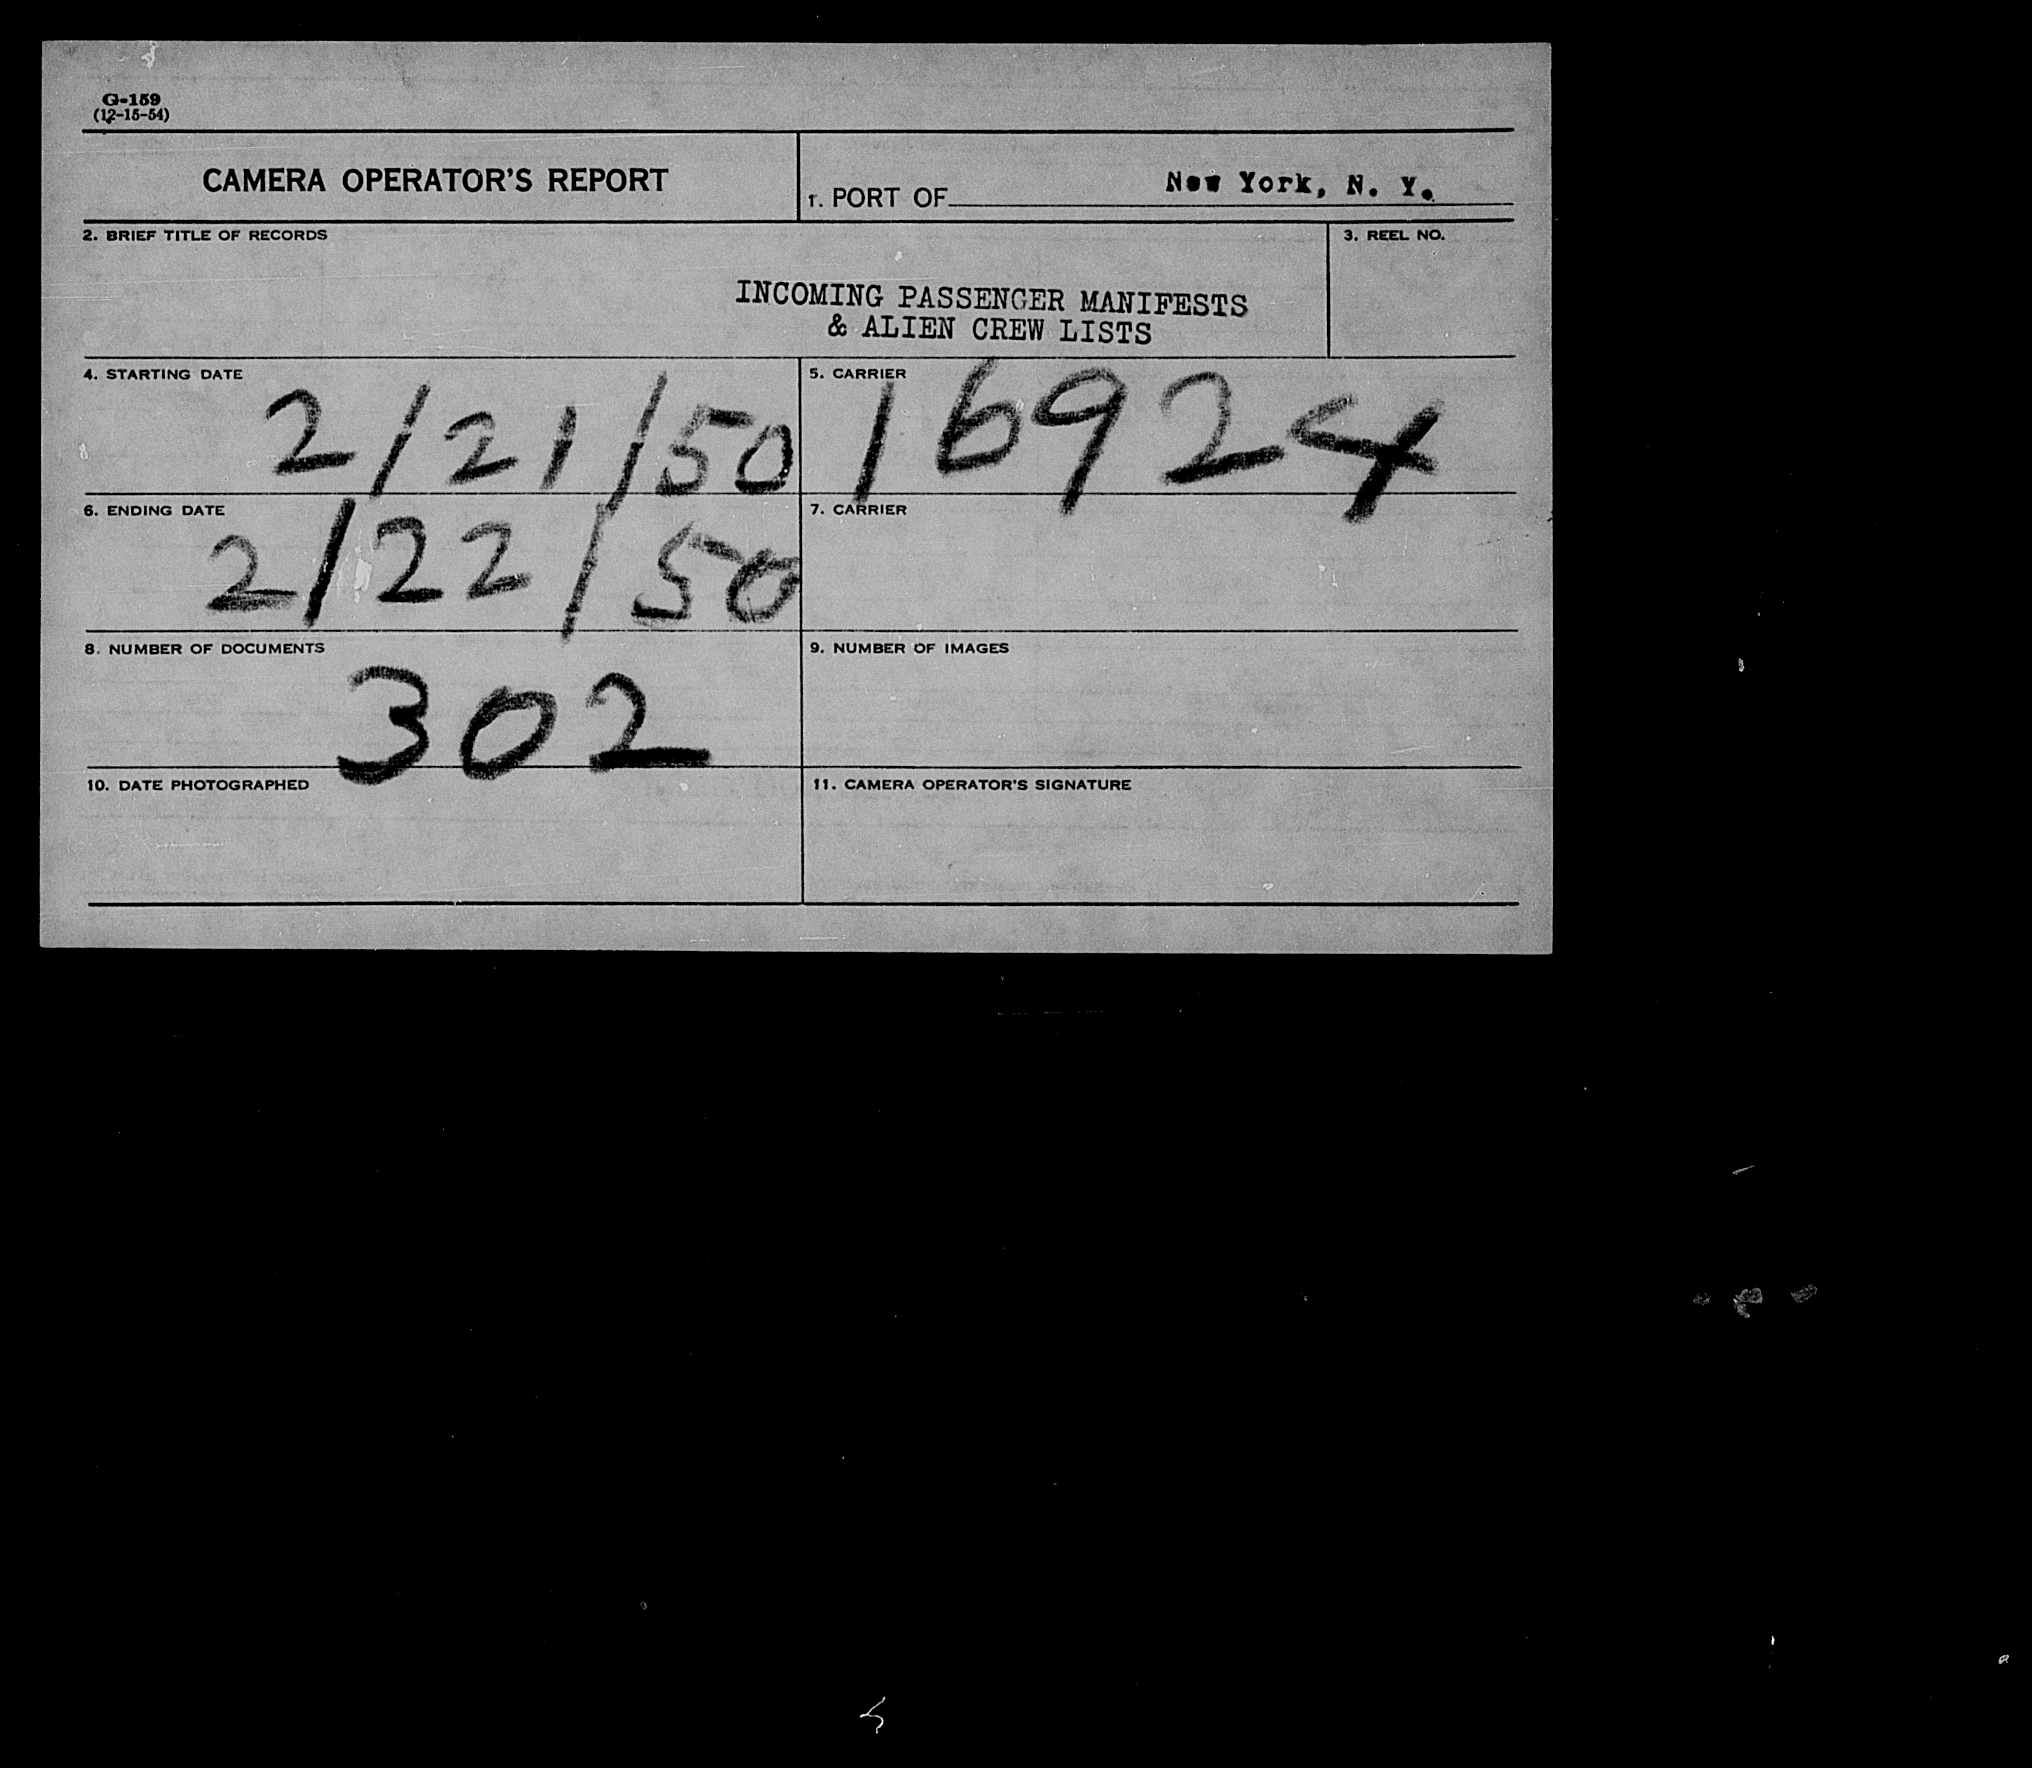 G-159
(12-15-54)
CAMERA OPERATOR'S REPORT
1. PORT OF New York, N. Y.
2. BRIEF TITLE OF RECORDS
3. REEL NO.
INCOMING PASSENGER MANIFESTS
& ALIEN CREW LISTS
4. STARTING DATE
2/21/50
5. CARRIER
16924
6. ENDING DATE
2/22/50
7. CARRIER
8. NUMBER OF DOCUMENTS
302
9. NUMBER OF IMAGES
10. DATE PHOTOGRAPHED
11. CAMERA OPERATOR'S SIGNATURE